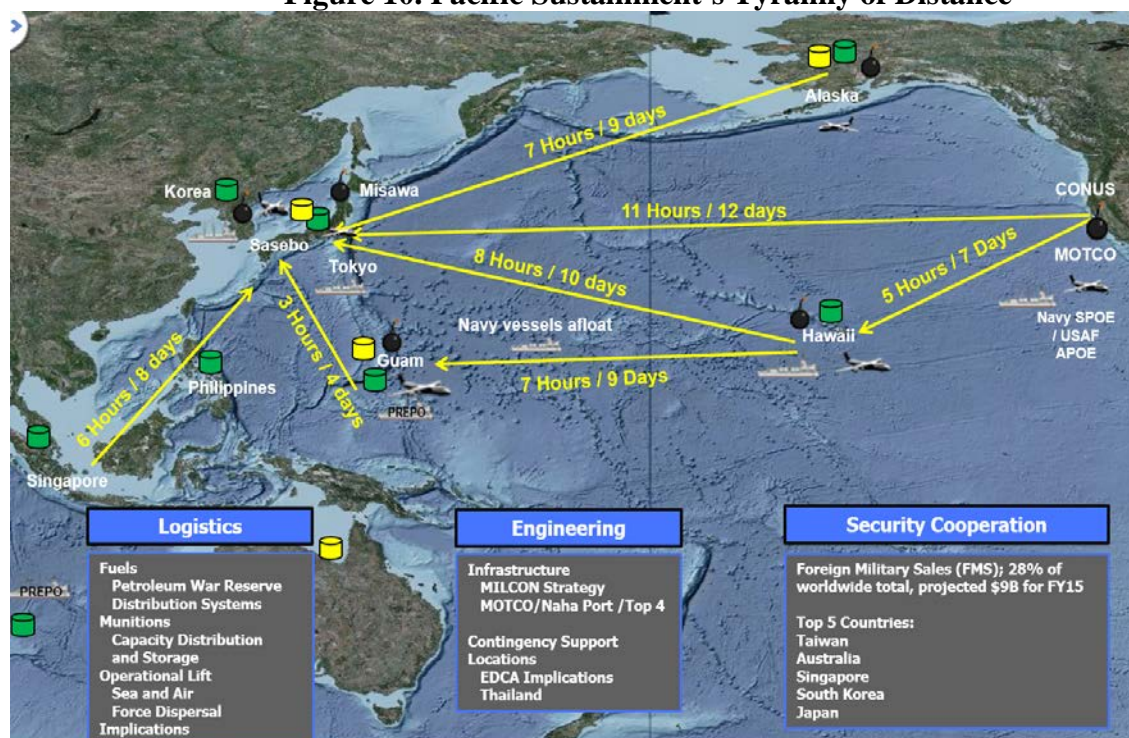 Figure 10. Pacific Sustainment's Tyranny of Distance
Alaska
7 Hours / 9 days
Korea
Misawa
CONUS
11 Hours / 12 days
Sasebo
MOTCO
Tokyo
8 Hours / 10 days
5 Hours / 7 Days
Navy SPOE
/ USAF
APOE
Navy vessels afloat
Hawaii
3 Hours / 4 days
Guam
Philippines
6 Hours / 8 days
7 Hours / 9 Days
PREPO
Singapore
PREPO
Logistics
Fuels
Petroleum War Reserve
Distribution Systems
Munitions
Capacity Distribution
and Storage
Operational Lift
Sea and Air
Force Dispersal
Implications
Engineering
Infrastructure
MILCON Strategy
MOTCO/Naha Port /Top 4
Contingency Support
Locations
EDCA Implications
Thailand
Security Cooperation
Foreign Military Sales (FMS); 28% of
worldwide total, projected $9B for FY15
Top 5 Countries:
Taiwan
Australia
Singapore
South Korea
Japan